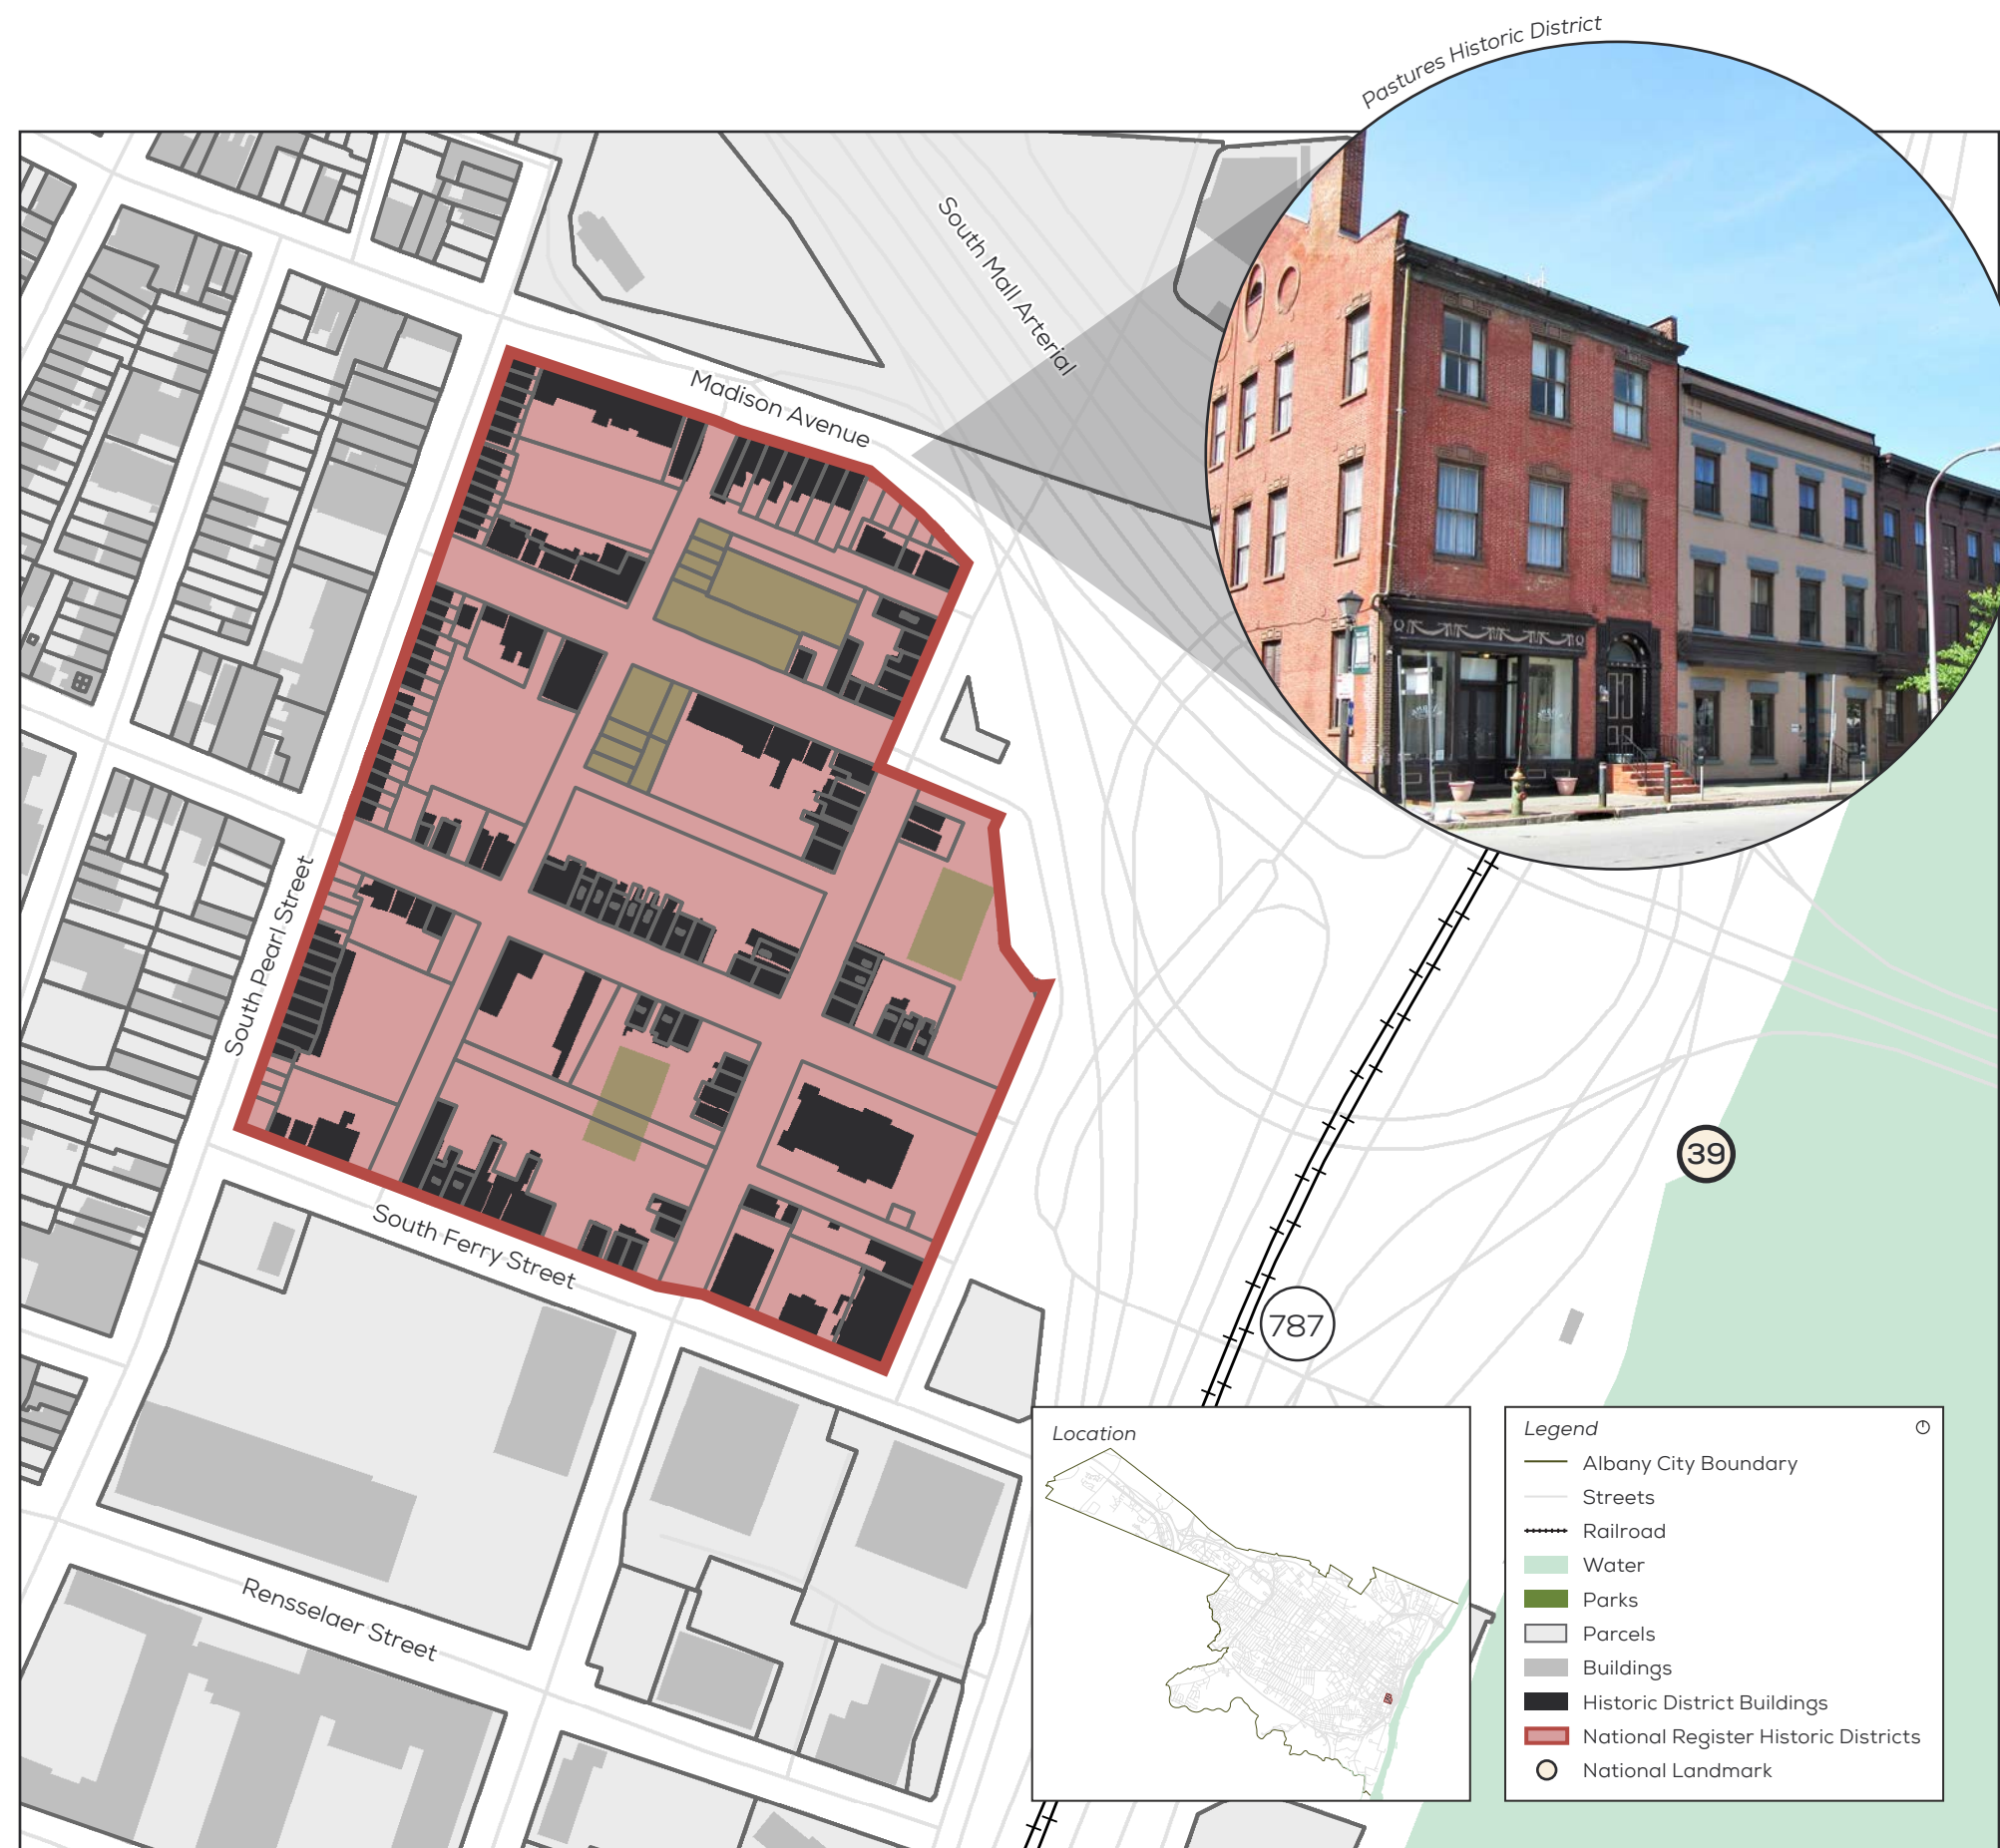 Pastures Historic District
South Mall Arterial
Madison Avenue
South Pearl Street
39
South Ferry Street
787
Rensselaer Street
Location
Legend
Albany City Boundary
Streets
Railroad
Water
Parks
Parcels
Buildings
Historic District Buildings
National Register Historic Districts
National Landmark